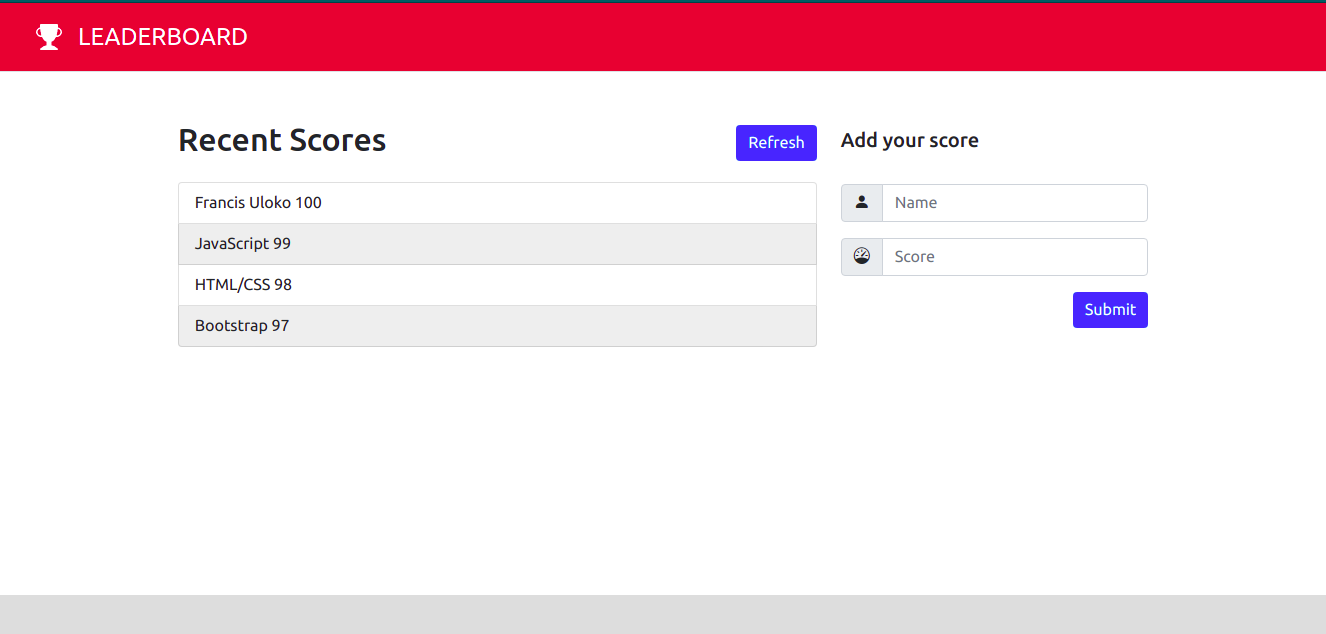 LEADERBOARD
Recent Scores
Refresh
Francis Uloko 100
JavaScript 99
HTML/CSS 98
Bootstrap 97
Add your score
Name
Score
Submit